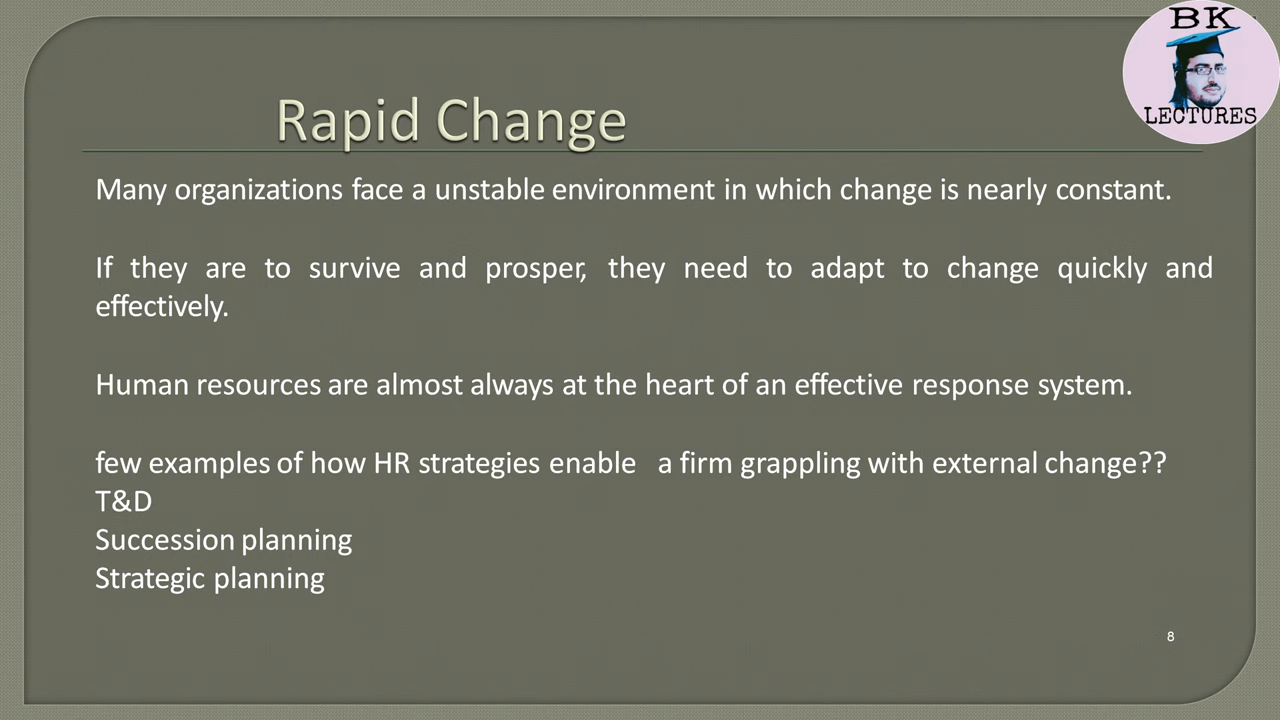 BK
LECTURES
Rapid Change
Many organizations face a unstable environment in which change is nearly constant.
If they are to survive and prosper, they need to adapt to change quickly and
effectively.
Human resources are almost always at the heart of an effective response system.
few examples of how HR strategies enable a firm grappling with external change??
T&D
Succession planning
Strategic planning
8